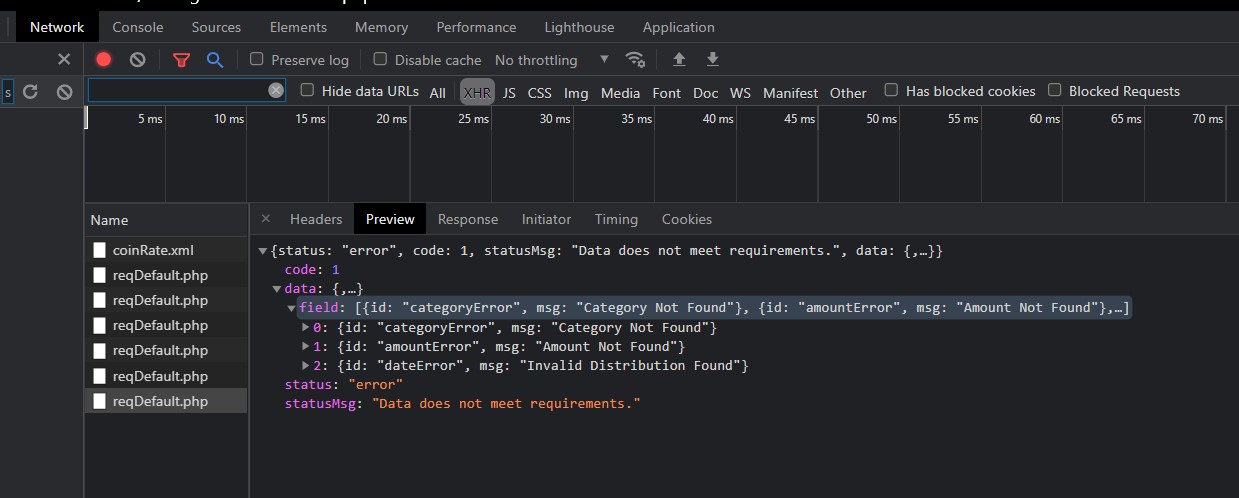 Network Console Sources Elements Memory Performance Lighthouse Application
Preserve log Disable cache No throttling
s Hide data URLs All XHR JS CSS Img Media Font Doc WS Manifest Other Has blocked cookies Blocked Requests
5 ms 10 ms 15 ms 20 ms 25 ms 30 ms 35 ms 40 ms 45 ms 50 ms 55 ms 60 ms 65 ms 70 ms
Name
Headers Preview Response Initiator Timing Cookies
coinRate.xml
reqDefault.php
reqDefault.php
reqDefault.php
reqDefault.php
reqDefault.php
reqDefault.php
{status: "error", code: 1, statusMsg: "Data does not meet requirements.", data: {,…}}
code: 1
data: {,…}
field: [{id: "categoryError", msg: "Category Not Found"}, {id: "amountError", msg: "Amount Not Found"},…]
0: {id: "categoryError", msg: "Category Not Found"}
1: {id: "amountError", msg: "Amount Not Found"}
2: {id: "dateError", msg: "Invalid Distribution Found"}
status: "error"
statusMsg: "Data does not meet requirements."